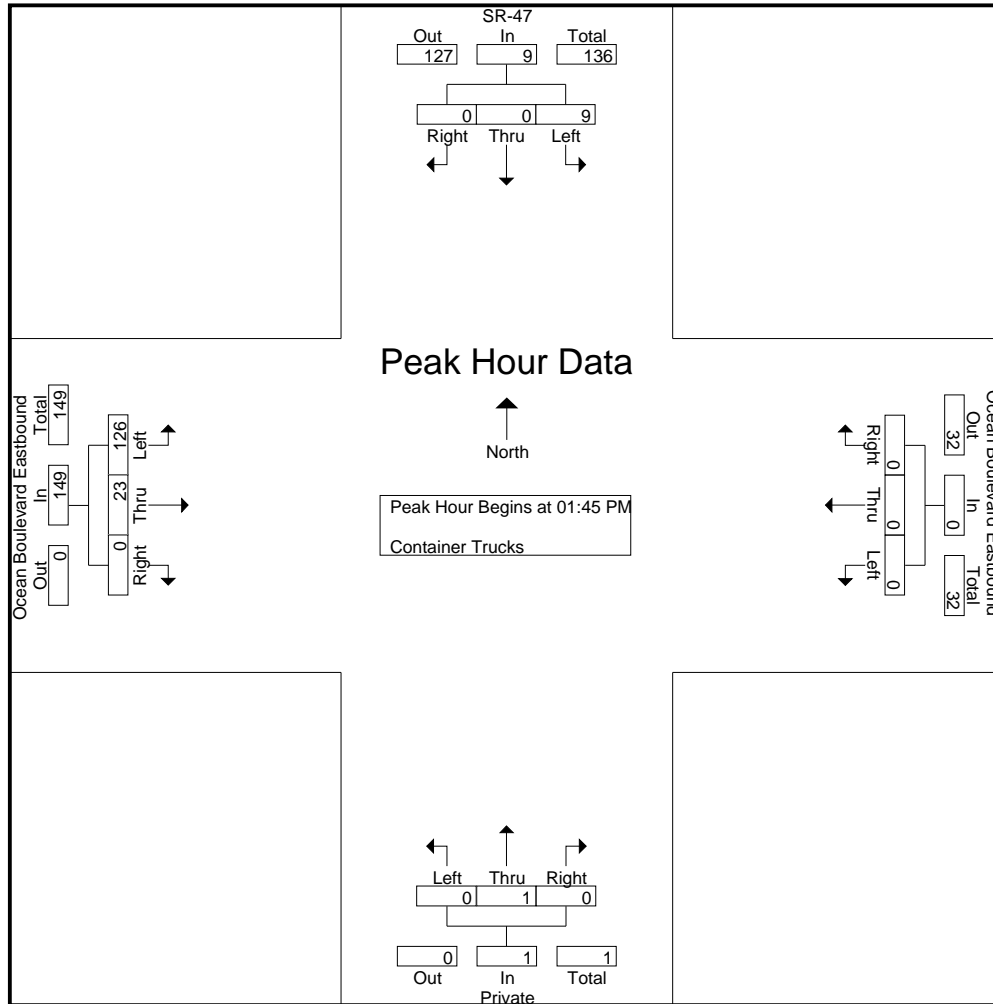 SR-47
Out In Total
127 9 136
0 0 9
Right Thru Left
Peak Hour Data
North
Peak Hour Begins at 01:45 PM
Container Trucks
Ocean Boulevard Eastbound
Out In Total
0 149 149
Left Thru Right
126 23 0
Ocean Boulevard Eastbound
Out In Total
32 0 32
Right Thru Left
0 0 0
Left Thru Right
0 1 0
0 1 1
Out In Total
Private